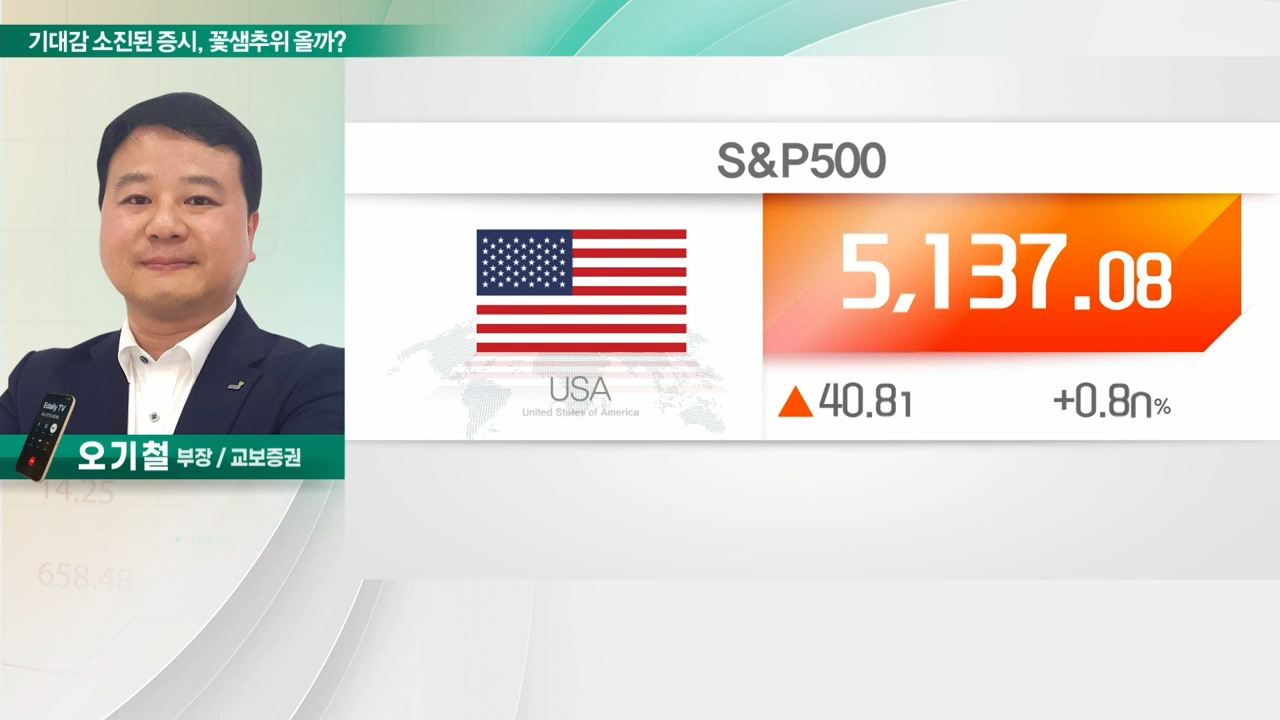 기대감 소진된 증시, 꽃샘추위 올까?
S&P500
5,137.08
USA
United States of America
▲40.81
Edaily TV
오기철 부장 / 교보증권
14.25
658.48